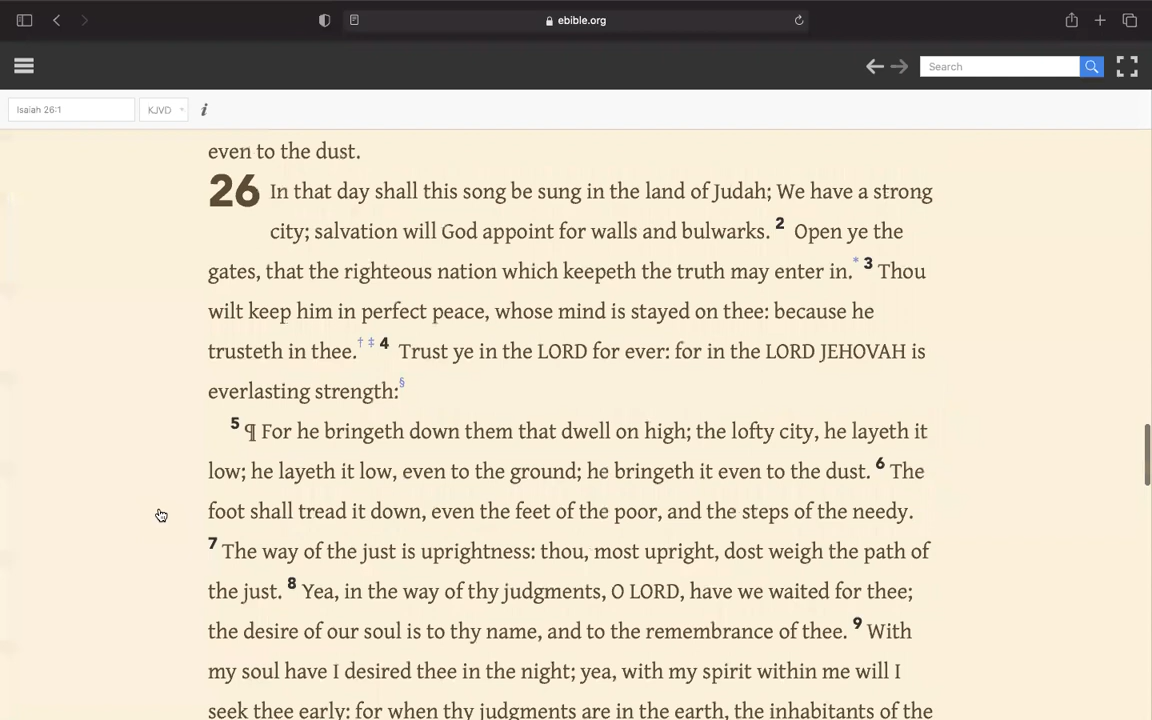 ebible.org
Search
Isaiah 26:1
KJVD
i
even to the dust.
26 In that day shall this song be sung in the land of Judah; We have a strong
city; salvation will God appoint for walls and bulwarks. 2 Open ye the
gates, that the righteous nation which keepeth the truth may enter in.* 3 Thou
wilt keep him in perfect peace, whose mind is stayed on thee: because he
trusteth in thee.† ‡ 4 Trust ye in the LORD for ever: for in the LORD JEHOVAH is
everlasting strength:§
5 ¶ For he bringeth down them that dwell on high; the lofty city, he layeth it
low; he layeth it low, even to the ground; he bringeth it even to the dust. 6 The
foot shall tread it down, even the feet of the poor, and the steps of the needy.
7 The way of the just is uprightness: thou, most upright, dost weigh the path of
the just. 8 Yea, in the way of thy judgments, O LORD, have we waited for thee;
the desire of our soul is to thy name, and to the remembrance of thee. 9 With
my soul have I desired thee in the night; yea, with my spirit within me will I
seek thee early: for when thy judgments are in the earth, the inhabitants of the